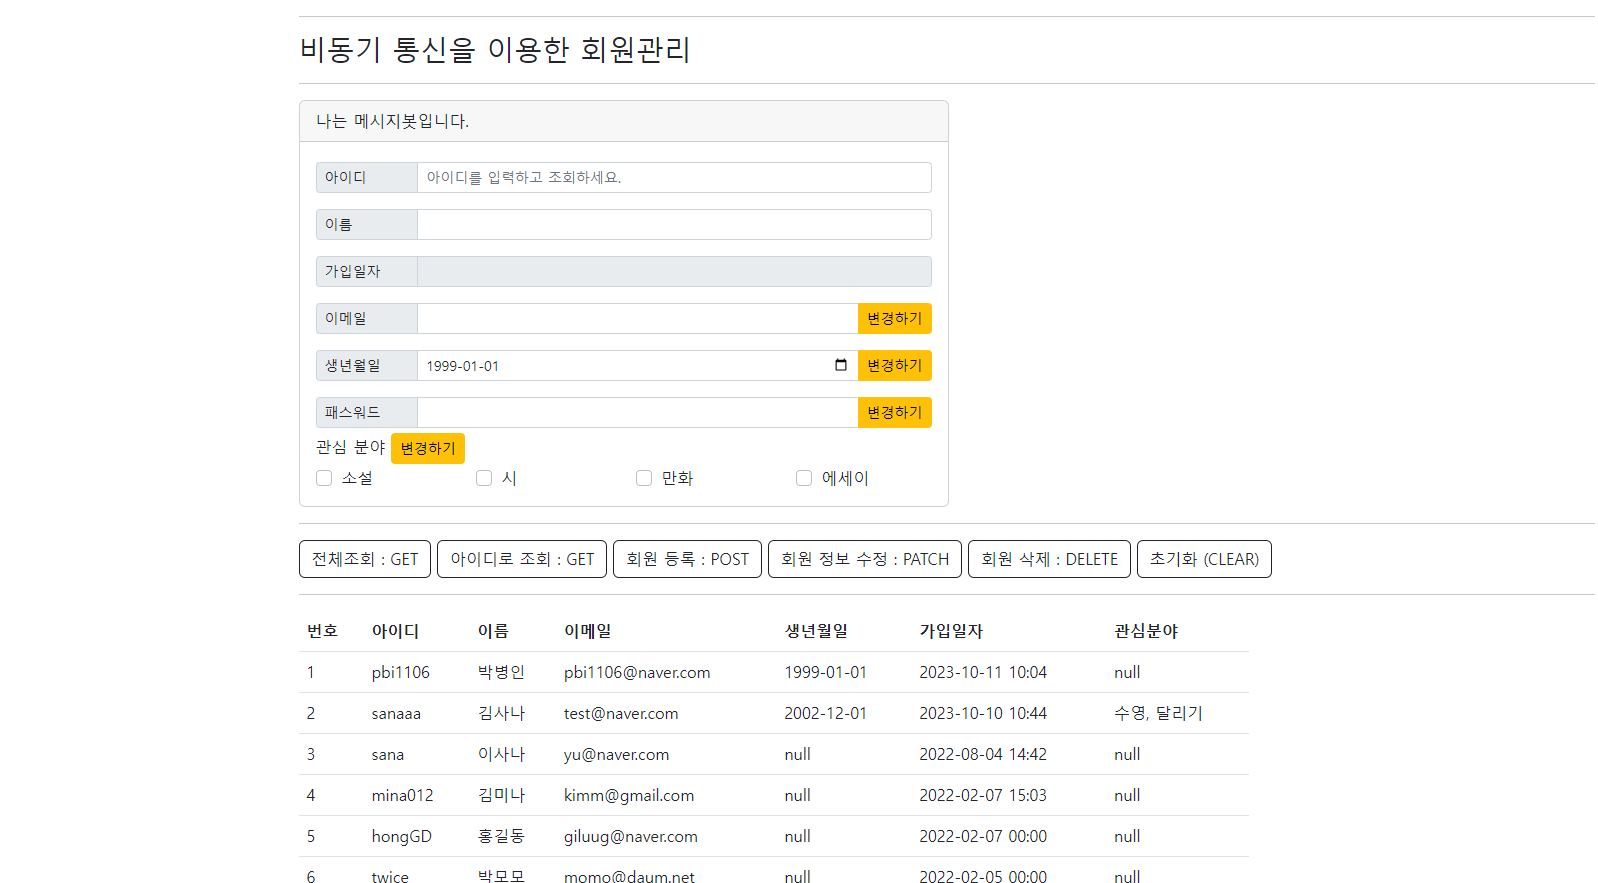 비동기 통신을 이용한 회원관리
나는 메시지봇입니다.
아이디 아이디를 입력하고 조회하세요.
이름
가입일자
이메일 변경하기
생년월일 1999-01-01 변경하기
패스워드 변경하기
관심 분야 변경하기
소설 시 만화 에세이
전체조회 : GET 아이디로 조회 : GET 회원 등록 : POST 회원 정보 수정 : PATCH 회원 삭제 : DELETE 초기화 (CLEAR)
번호 아이디 이름 이메일 생년월일 가입일자 관심분야
1 pbi1106 박병인 pbi1106@naver.com 1999-01-01 2023-10-11 10:04 null
2 sanaaa 김사나 test@naver.com 2002-12-01 2023-10-10 10:44 수영, 달리기
3 sana 이사나 yu@naver.com null 2022-08-04 14:42 null
4 mina012 김미나 kimm@gmail.com null 2022-02-07 15:03 null
5 hongGD 홍길동 giluug@naver.com null 2022-02-07 00:00 null
6 twice 박모모 momo@daum.net null 2022-02-05 00:00 null